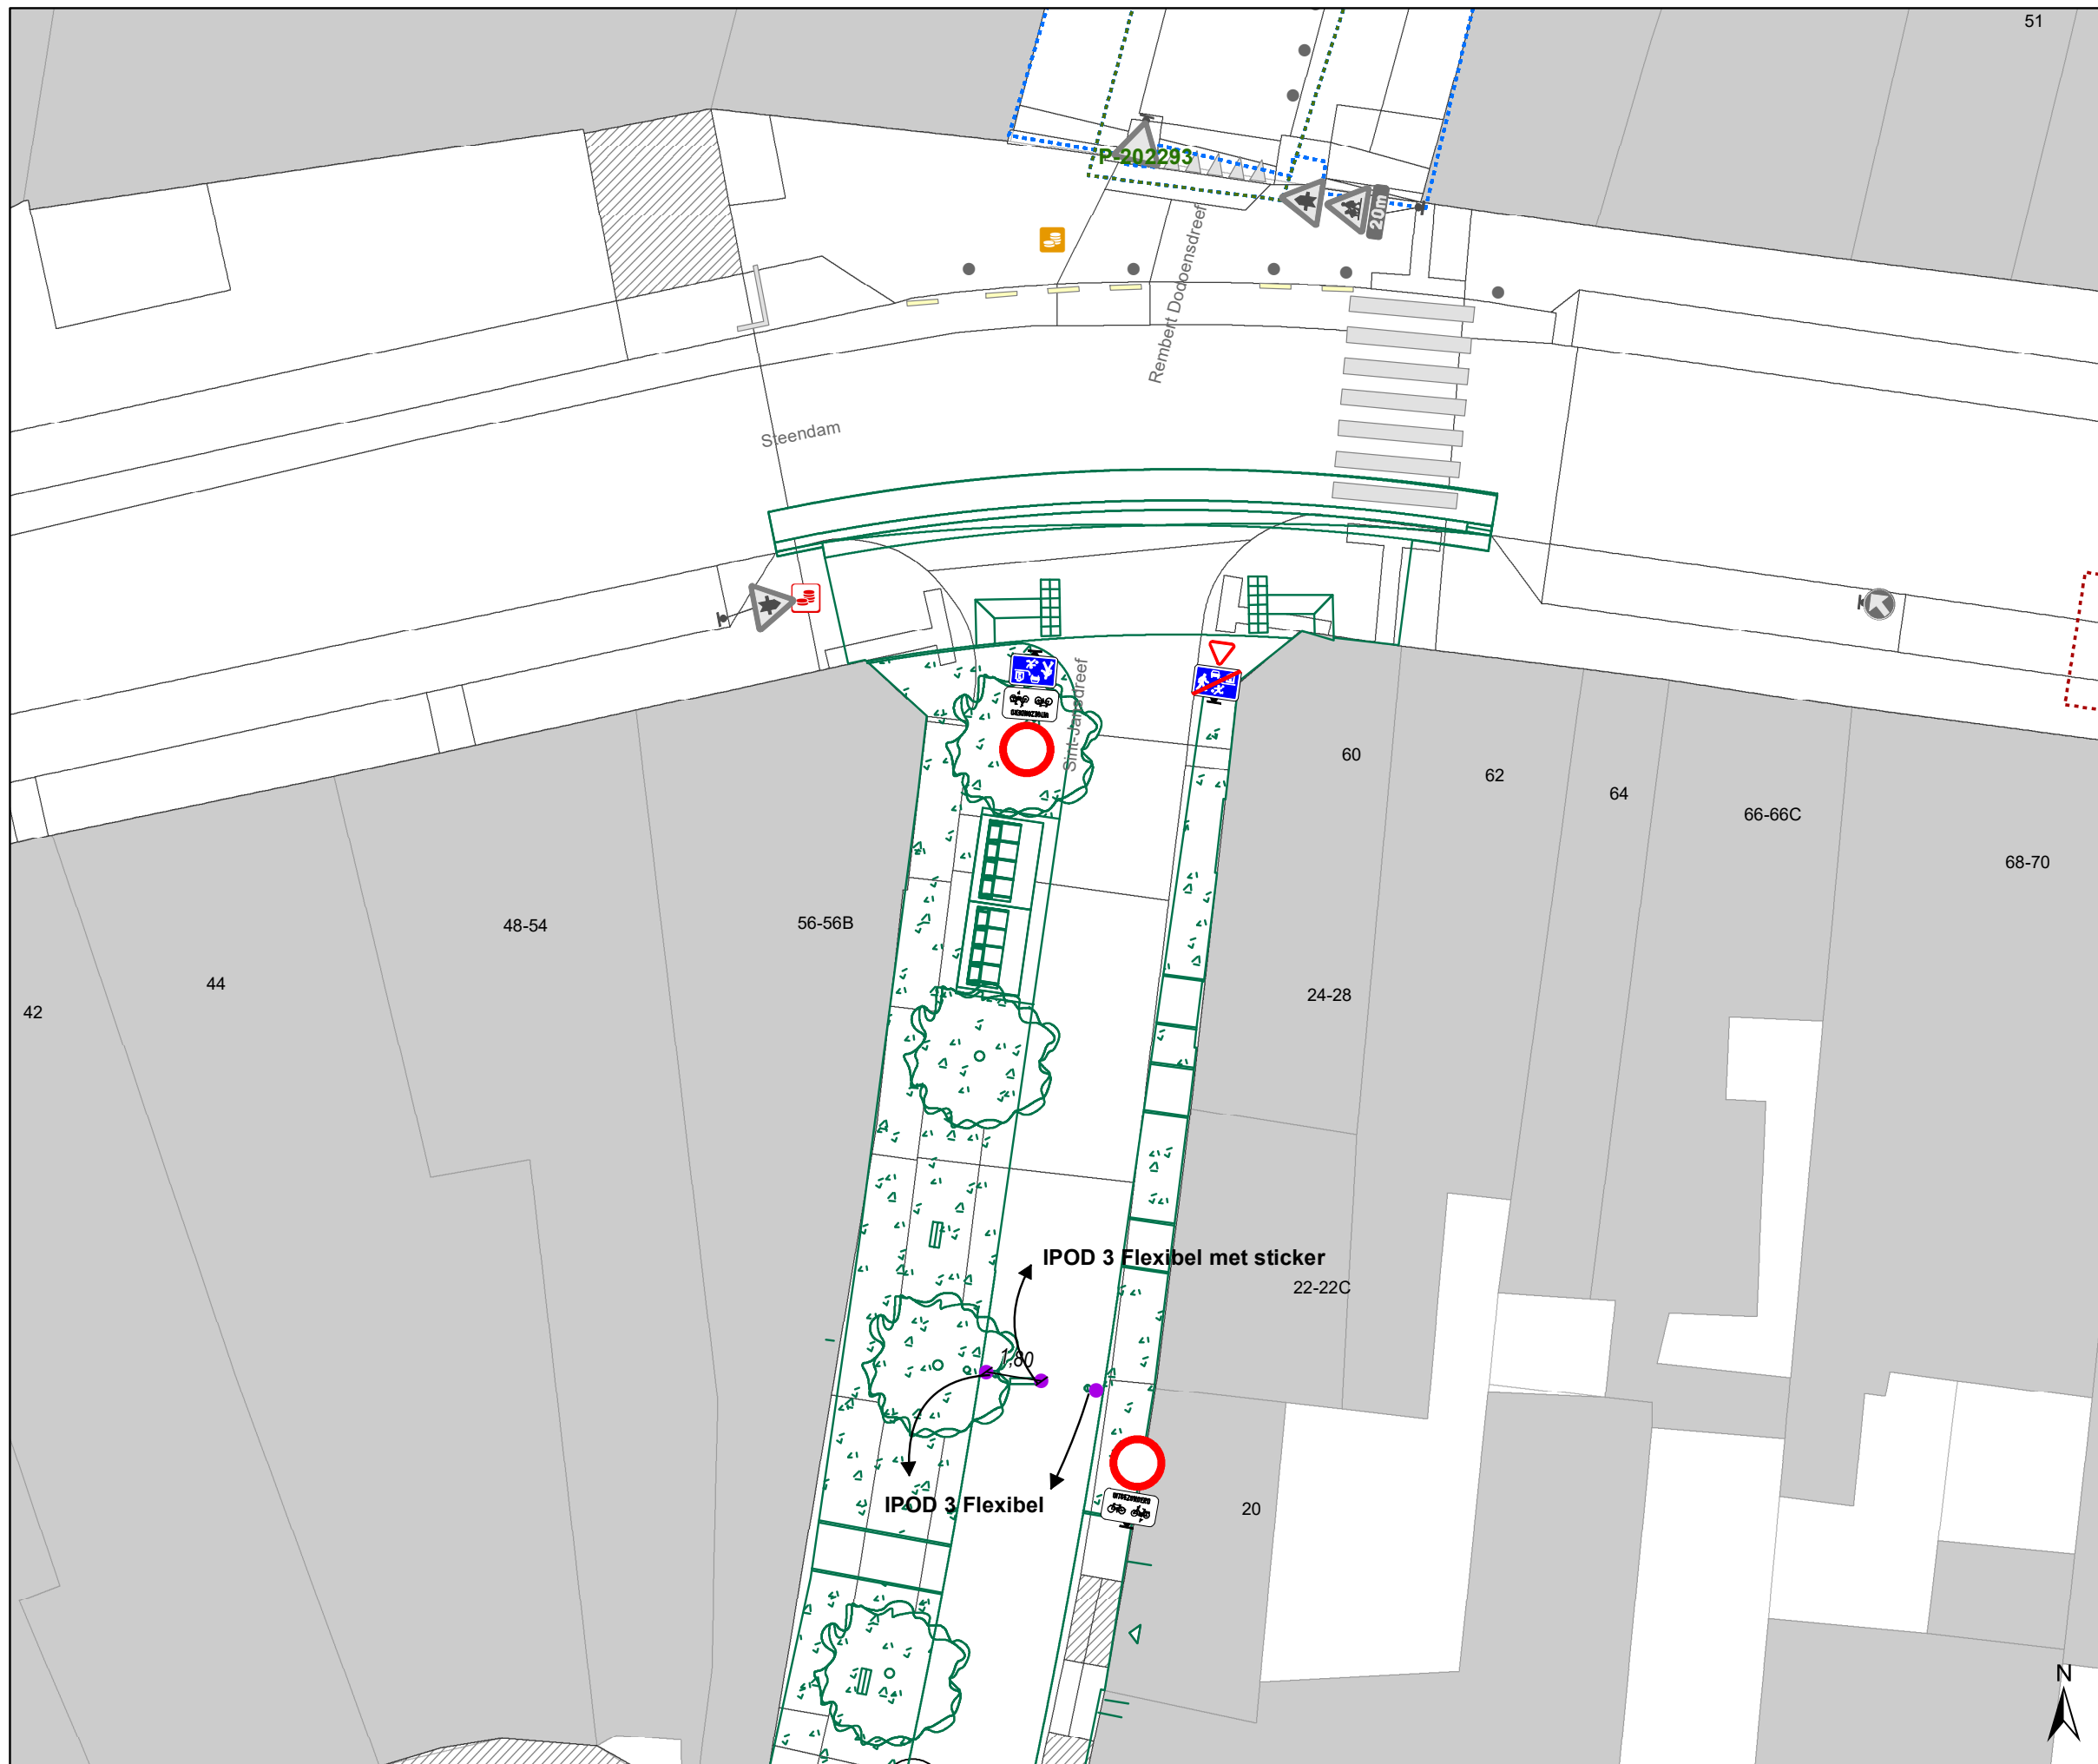 51
P-202293
20m
Rembert Dodoensdreef
Steendam
Sint-Jansdreef
60
62
64
66-66C
68-70
56-56B
48-54
44
42
24-28
IPOD 3 Flexibel met sticker
22-22C
1,80
IPOD 3 Flexibel
20
N